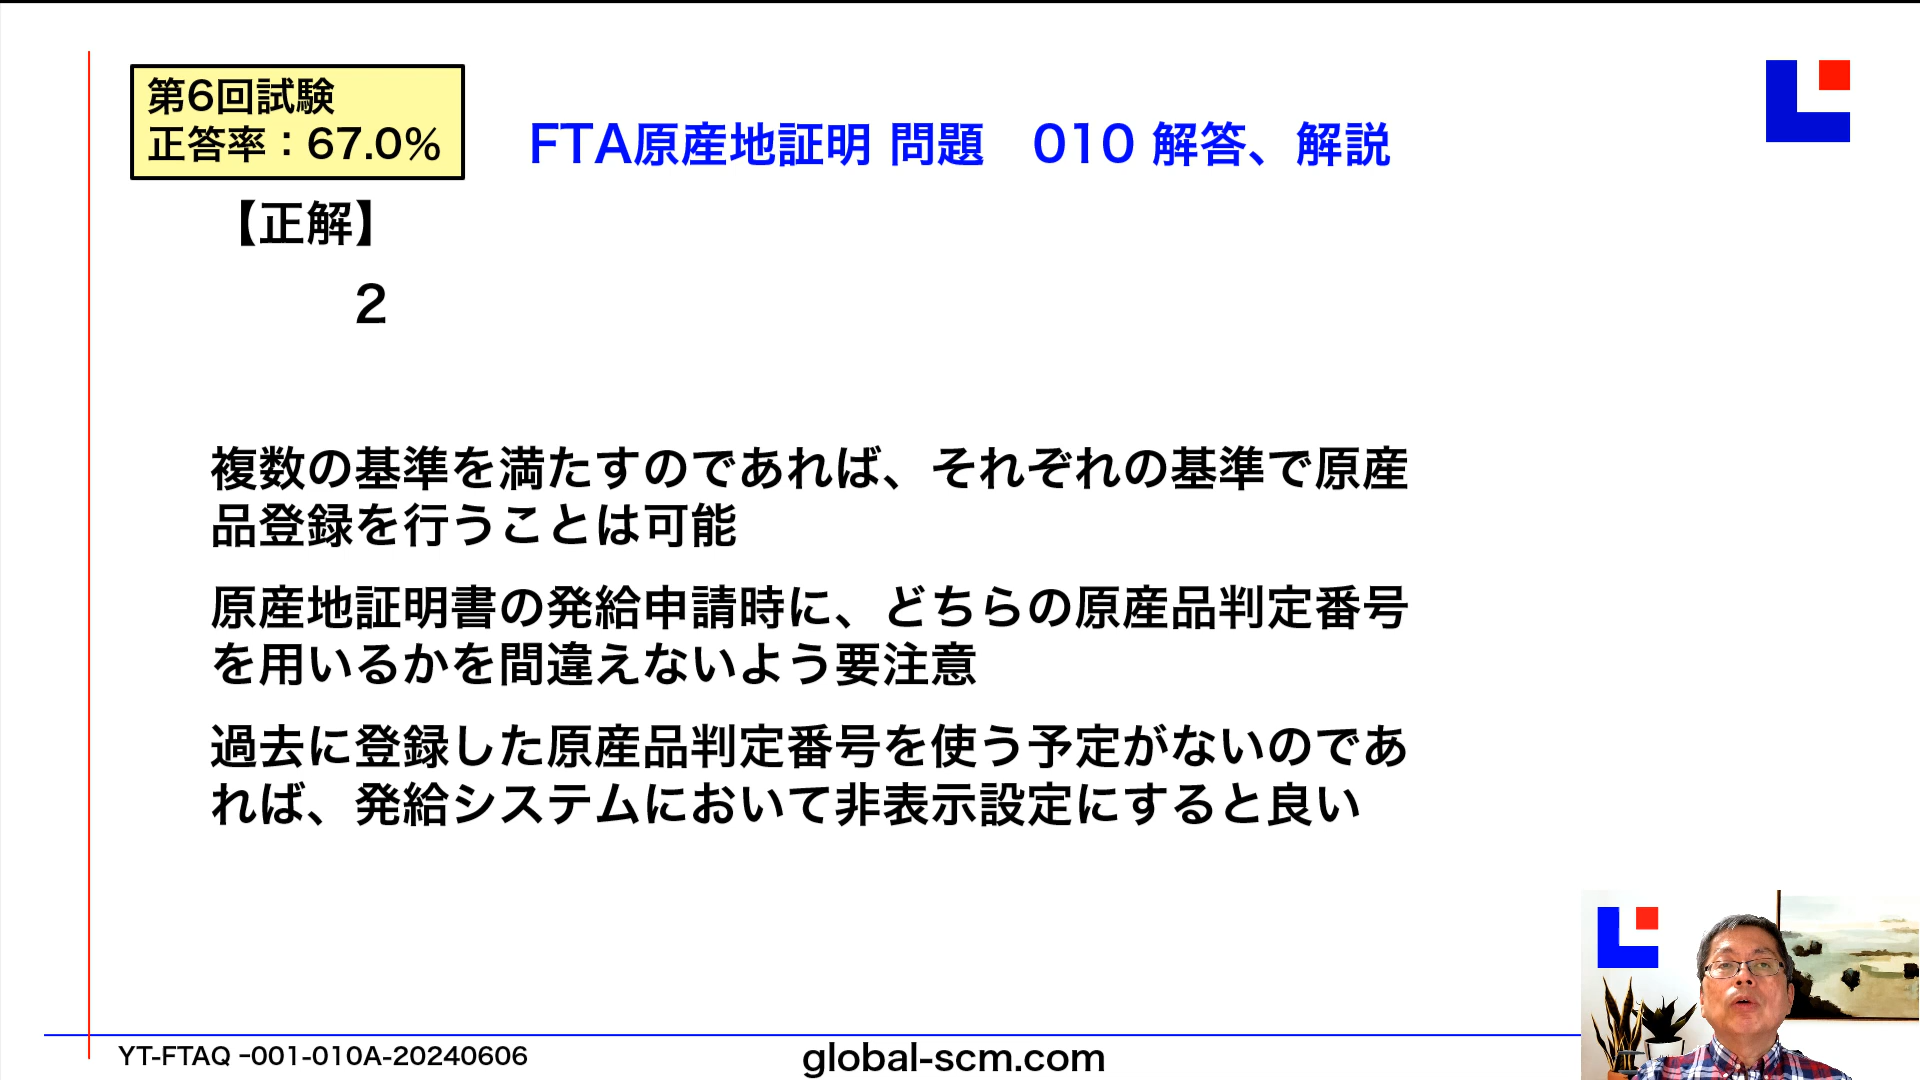 第6回試験
正答率：67.0%
FTA原産地証明 問題　010 解答、解説
【正解】
2
複数の基準を満たすのであれば、それぞれの基準で原産
品登録を行うことは可能
原産地証明書の発給申請時に、どちらの原産品判定番号
を用いるかを間違えないよう要注意
過去に登録した原産品判定番号を使う予定がないのであ
れば、発給システムにおいて非表示設定にすると良い
YT-FTAQ -001-010A-20240606
global-scm.com